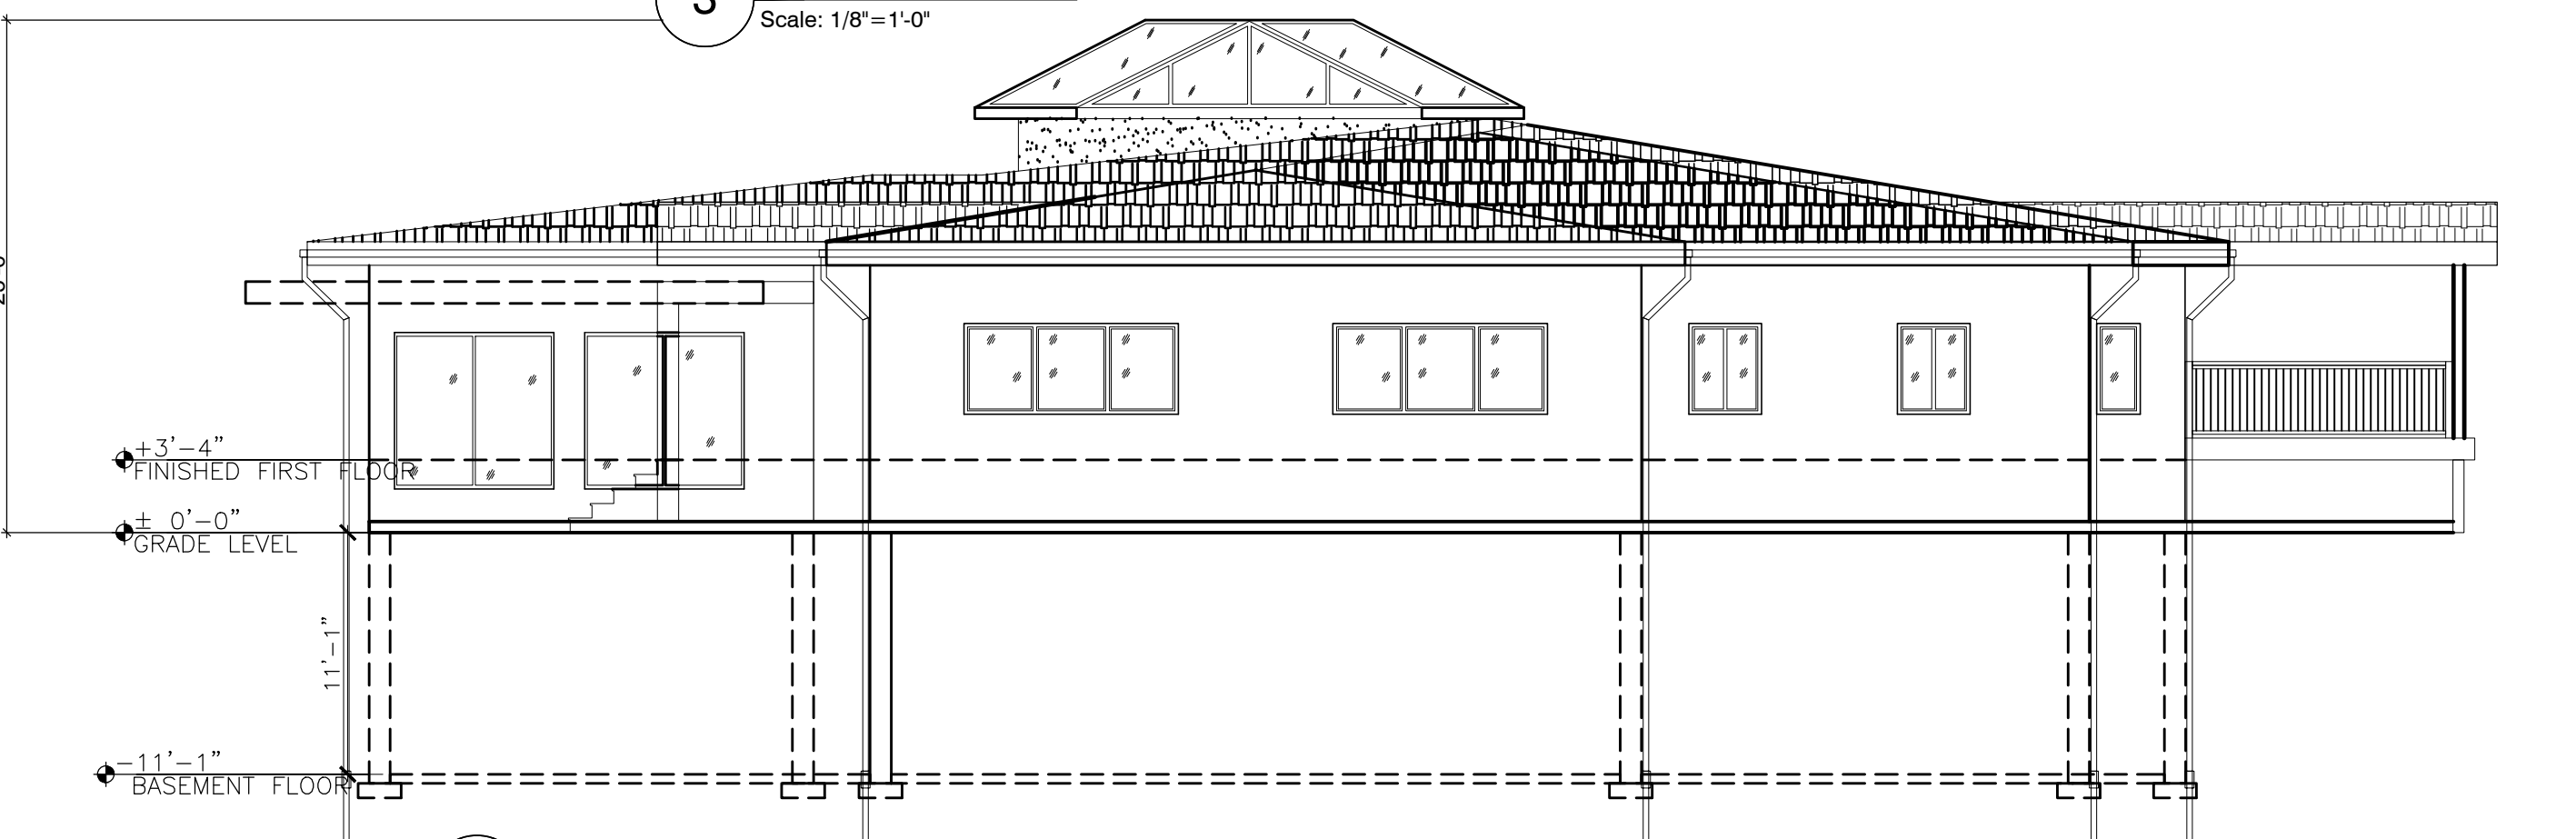 3
Scale: 1/8"=1'-0"
+3'-4"
FINISHED FIRST FLOOR
± 0'-0"
GRADE LEVEL
11'-1"
-11'-1"
BASEMENT FLOOR